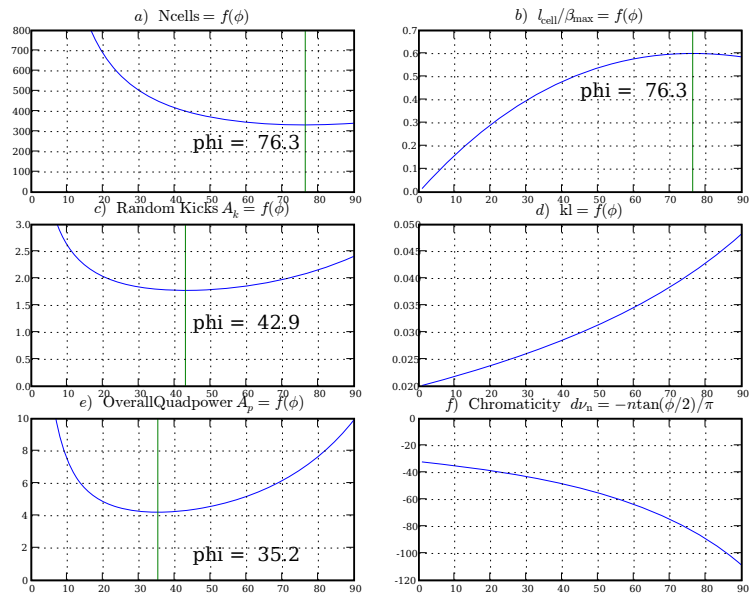 a) Ncells = f(ϕ)
800
700
600
500
400
300
200
100
0
phi = 76.3
0 10 20 30 40 50 60 70 80 90
b) l_cell/β_max = f(ϕ)
0.7
0.6
0.5
0.4
0.3
0.2
0.1
0.0
phi = 76.3
0 10 20 30 40 50 60 70 80 90
c) Random Kicks A_k = f(ϕ)
3.0
2.5
2.0
1.5
1.0
0.5
0.0
phi = 42.9
0 10 20 30 40 50 60 70 80 90
d) kl = f(ϕ)
0.050
0.045
0.040
0.035
0.030
0.025
0.020
0 10 20 30 40 50 60 70 80 90
e) OverallQuadpower A_p = f(ϕ)
10
8
6
4
2
0
phi = 35.2
0 10 20 30 40 50 60 70 80 90
f) Chromaticity dν_n = −ntan(ϕ/2)/π
0
-20
-40
-60
-80
-100
-120
0 10 20 30 40 50 60 70 80 90